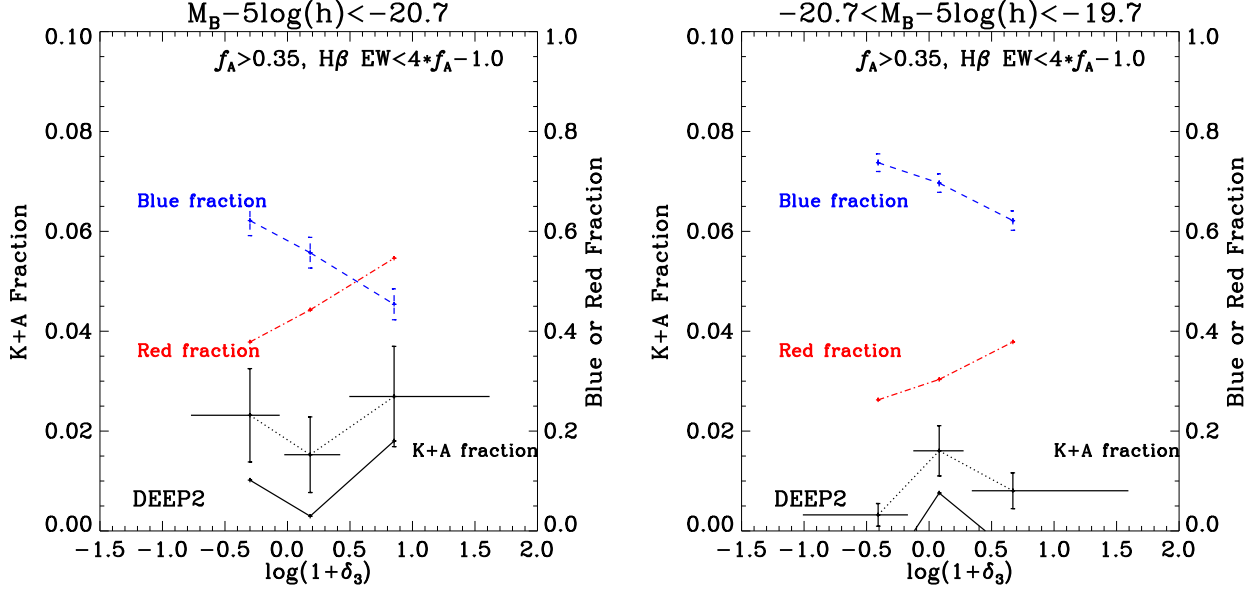 M_B−5log(h)<−20.7
f_A>0.35, Hβ EW<4*f_A−1.0
0.10
0.08
0.06
0.04
0.02
0.00
K+A Fraction
1.0
0.8
0.6
0.4
0.2
0.0
Blue or Red Fraction
Blue fraction
Red fraction
K+A fraction
DEEP2
−1.5 −1.0 −0.5 0.0 0.5 1.0 1.5 2.0
log(1+δ_3)
−20.7<M_B−5log(h)<−19.7
f_A>0.35, Hβ EW<4*f_A−1.0
0.10
0.08
0.06
0.04
0.02
0.00
K+A Fraction
1.0
0.8
0.6
0.4
0.2
0.0
Blue or Red Fraction
Blue fraction
Red fraction
K+A fraction
DEEP2
−1.5 −1.0 −0.5 0.0 0.5 1.0 1.5 2.0
log(1+δ_3)